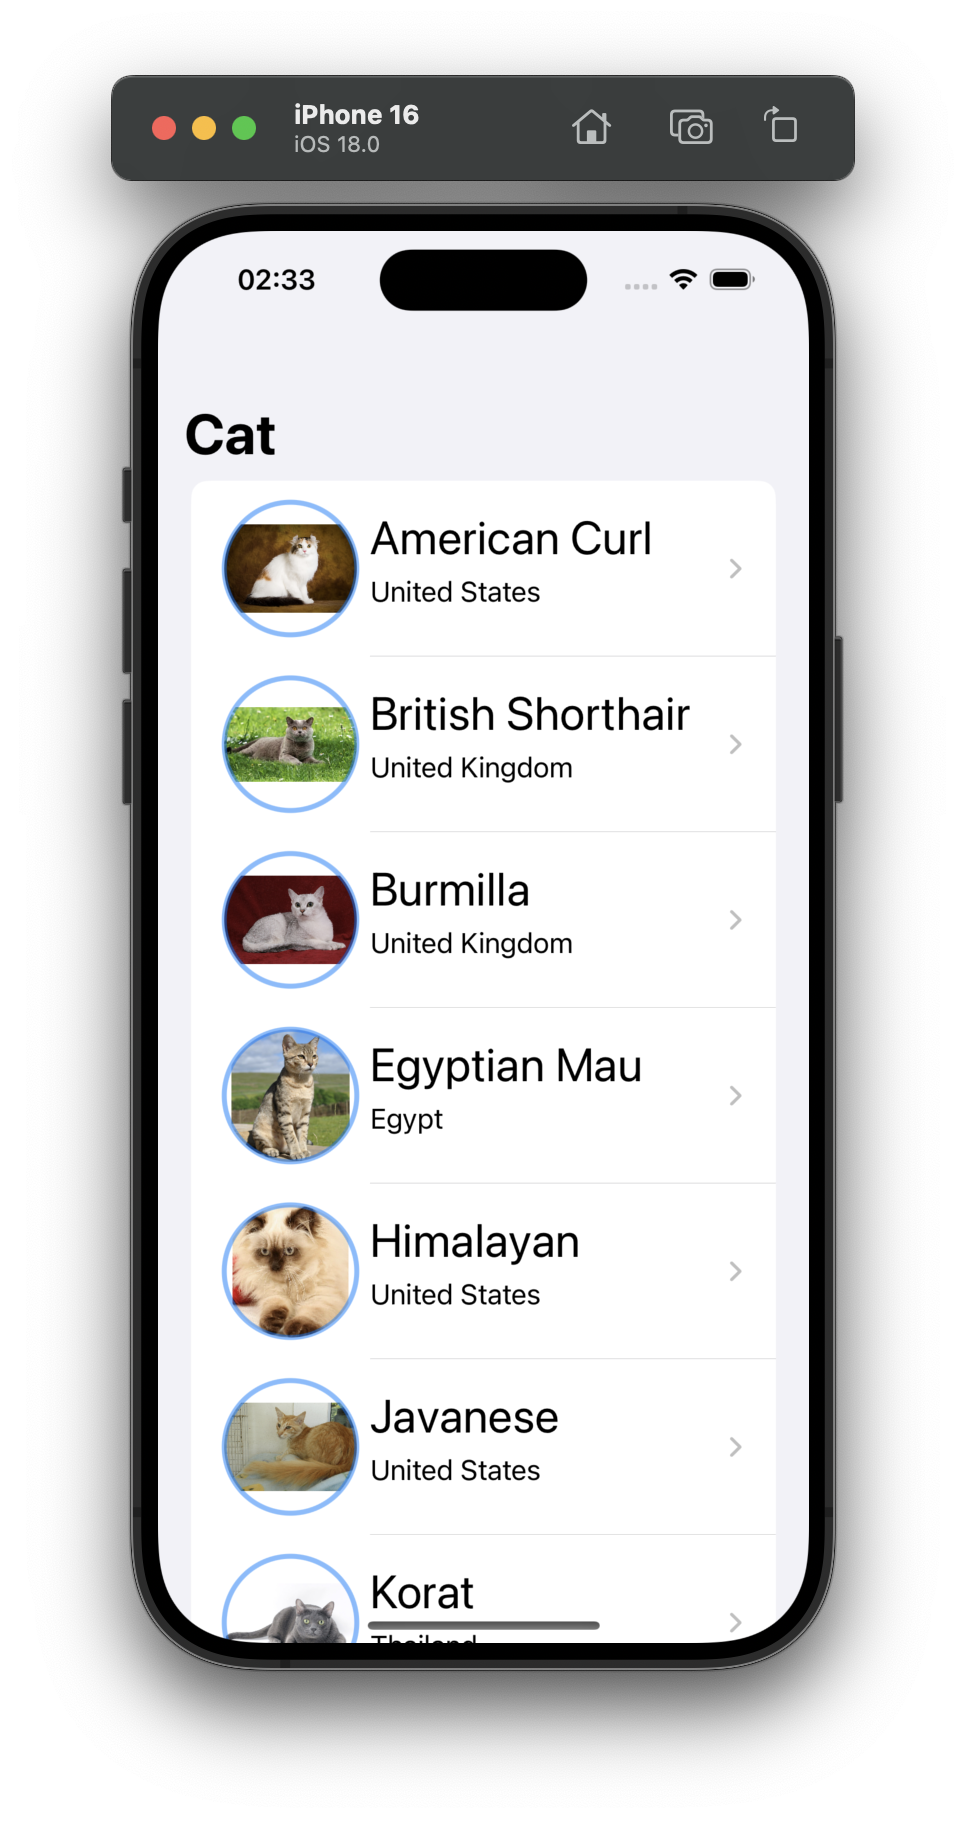 iPhone 16
iOS 18.0
02:33
Cat
American Curl
United States
British Shorthair
United Kingdom
Burmilla
United Kingdom
Egyptian Mau
Egypt
Himalayan
United States
Javanese
United States
Korat
Thailand